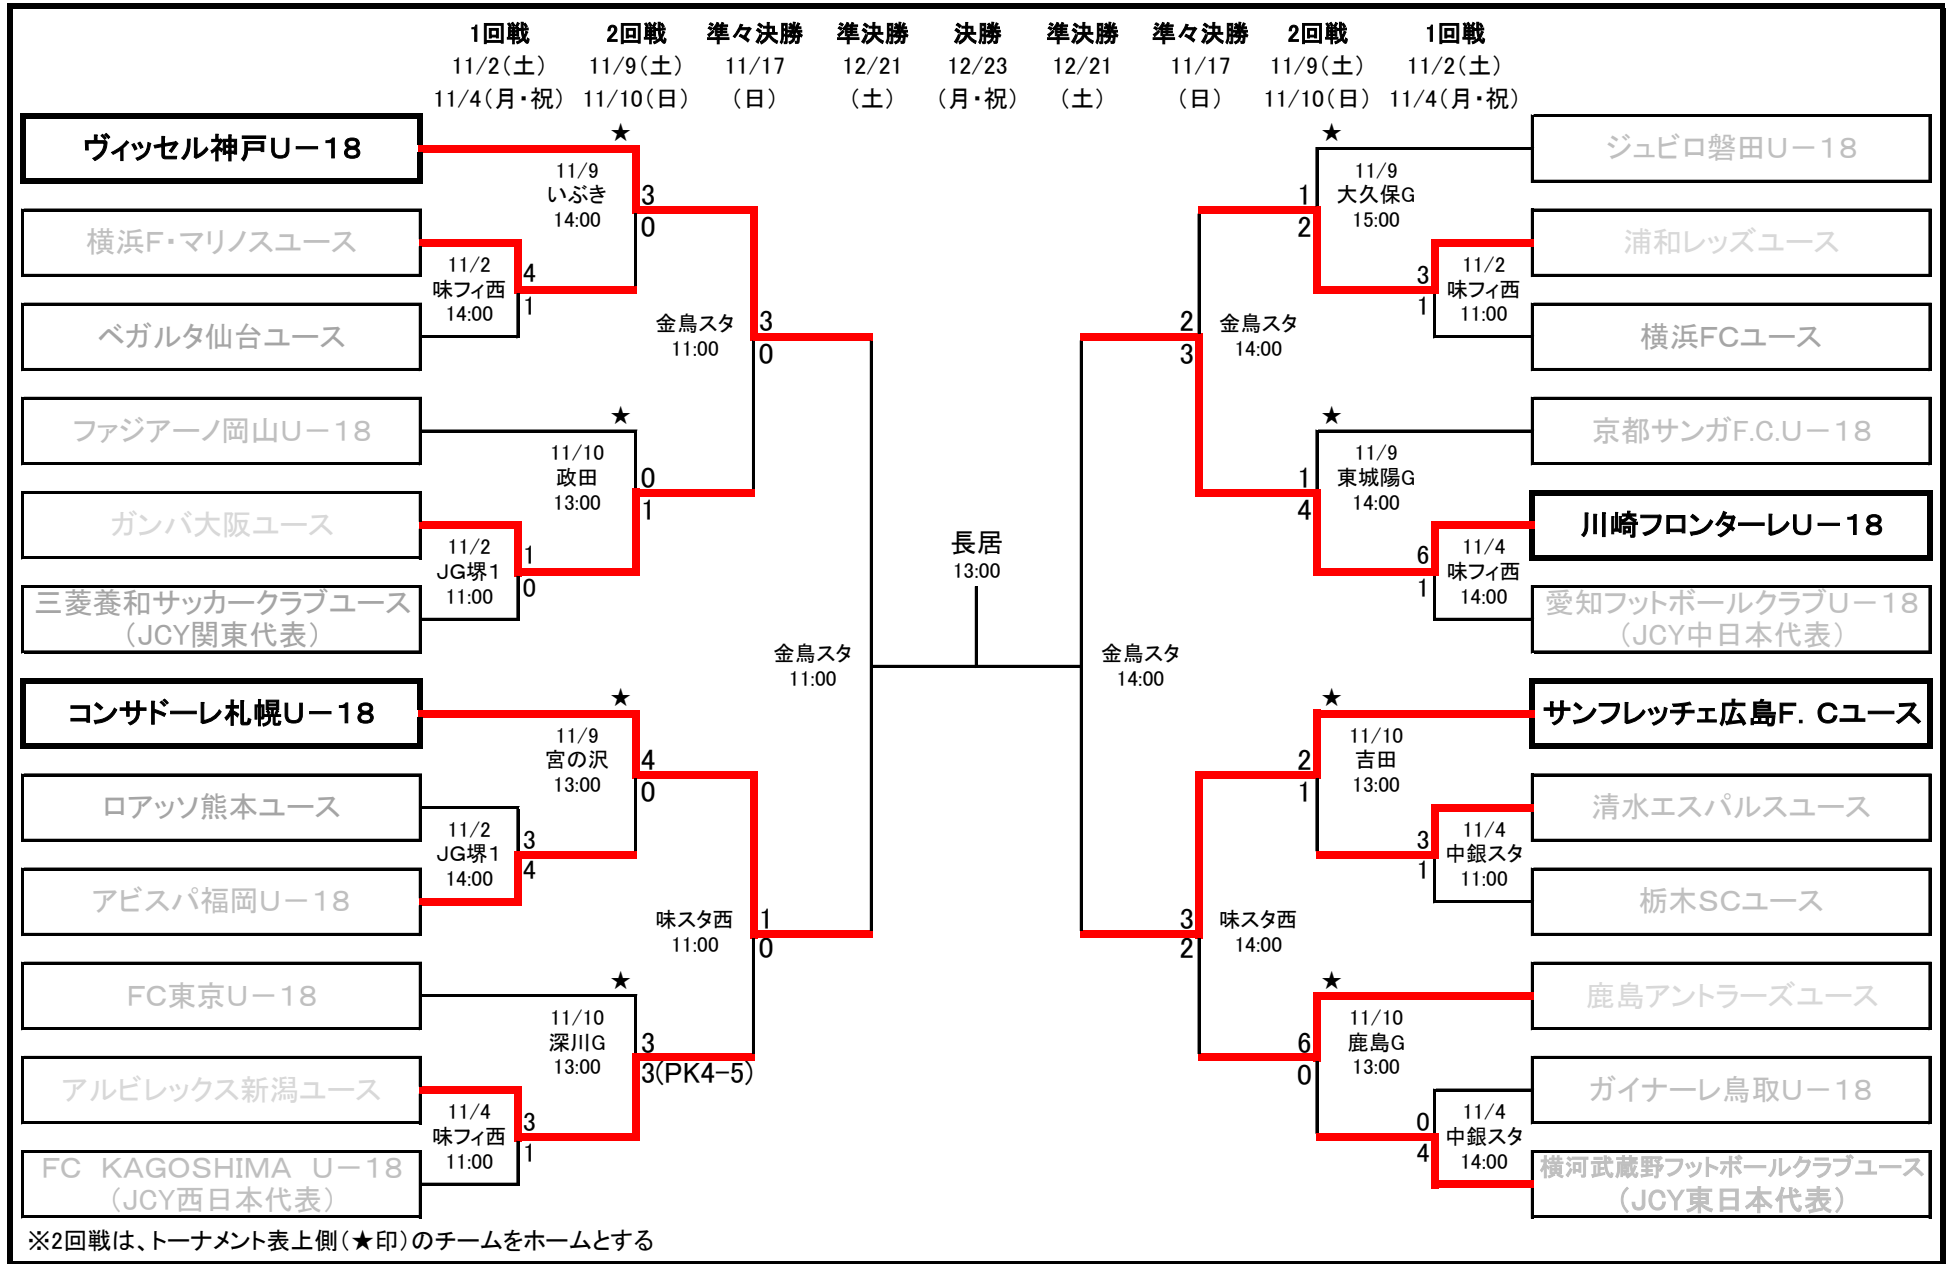 1回戦 2回戦 準々決勝 準決勝 決勝 準決勝 準々決勝 2回戦 1回戦
11/2(土) 11/9(土) 11/17 12/21 12/23 12/21 11/17 11/9(土) 11/2(土)
11/4(月・祝) 11/10(日) (日) (土) (月・祝) (土) (日) 11/10(日) 11/4(月・祝)
ヴィッセル神戸U-18
横浜F・マリノスユース
ベガルタ仙台ユース
ファジアーノ岡山U-18
ガンバ大阪ユース
三菱養和サッカークラブユース
(JCY関東代表)
コンサドーレ札幌U-18
ロアッソ熊本ユース
アビスパ福岡U-18
FC東京U-18
アルビレックス新潟ユース
FC KAGOSHIMA U-18
(JCY西日本代表)
11/2
味フィ西
14:00
4
1
11/2
JG堺1
11:00
1
0
11/2
JG堺1
14:00
3
4
11/4
味フィ西
11:00
3
1
★
11/9
いぶき
14:00
3
0
★
11/10
政田
13:00
0
1
★
11/9
宮の沢
13:00
4
0
★
11/10
深川G
13:00
3
3(PK4-5)
金鳥スタ
11:00
3
0
味スタ西
11:00
1
0
金鳥スタ
11:00
長居
13:00
金鳥スタ
14:00
2
3
金鳥スタ
14:00
3
2
味スタ西
14:00
★
1
2
11/9
大久保G
15:00
★
1
4
11/9
東城陽G
14:00
★
2
1
11/10
吉田
13:00
★
6
0
11/10
鹿島G
13:00
3
1
11/2
味フィ西
11:00
6
1
11/4
味フィ西
14:00
3
1
11/4
中銀スタ
11:00
0
4
11/4
中銀スタ
14:00
ジュビロ磐田U-18
浦和レッズユース
横浜FCユース
京都サンガF.C.U-18
川崎フロンターレU-18
愛知フットボールクラブU-18
(JCY中日本代表)
サンフレッチェ広島F.Cユース
清水エスパルスユース
栃木SCユース
鹿島アントラーズユース
ガイナーレ鳥取U-18
横河武蔵野フットボールクラブユース
(JCY東日本代表)
※2回戦は、トーナメント表上側(★印)のチームをホームとする